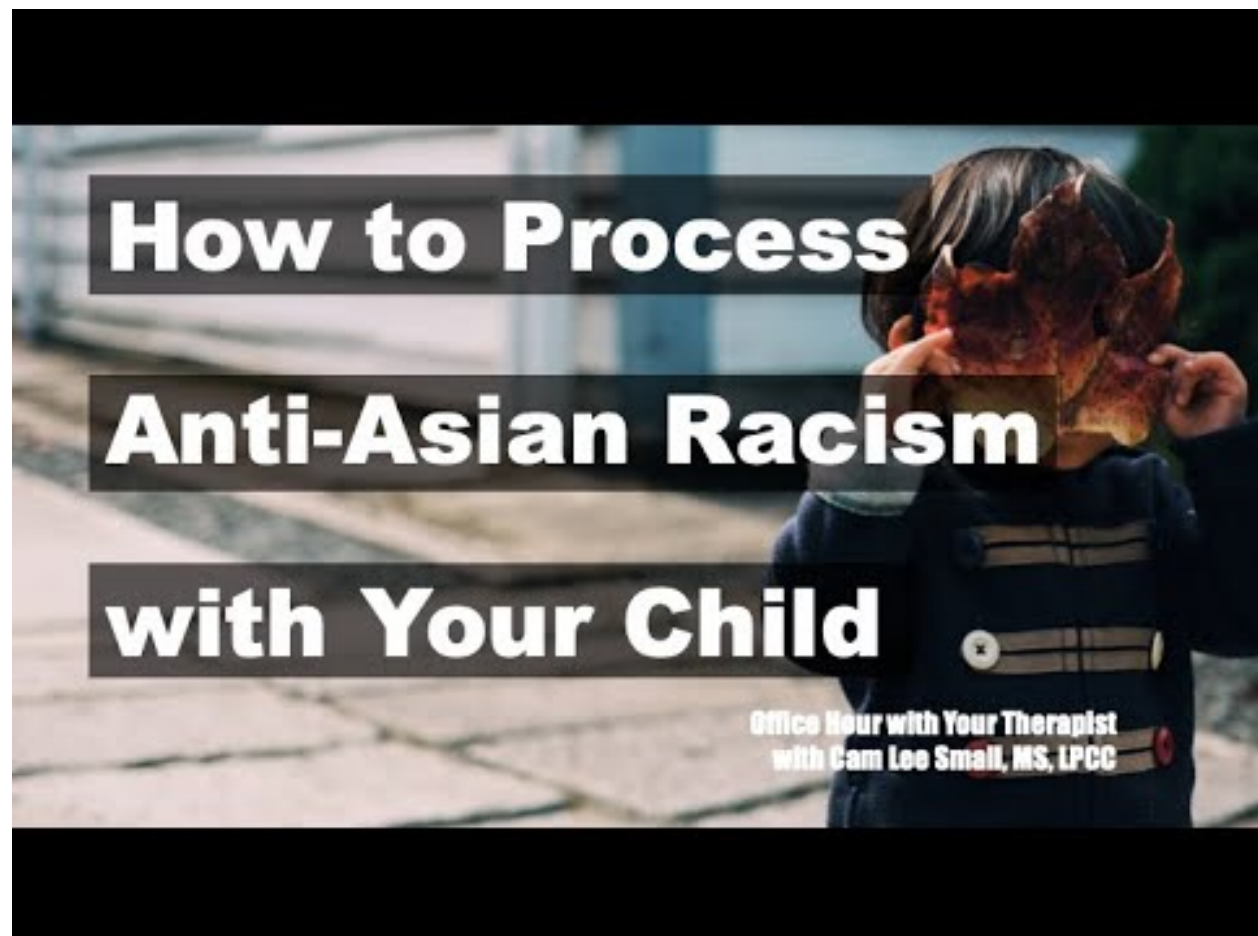 How to Process
Anti-Asian Racism
with Your Child
Office Hour with Your Therapist
with Cam Lee Small, MS, LPCC